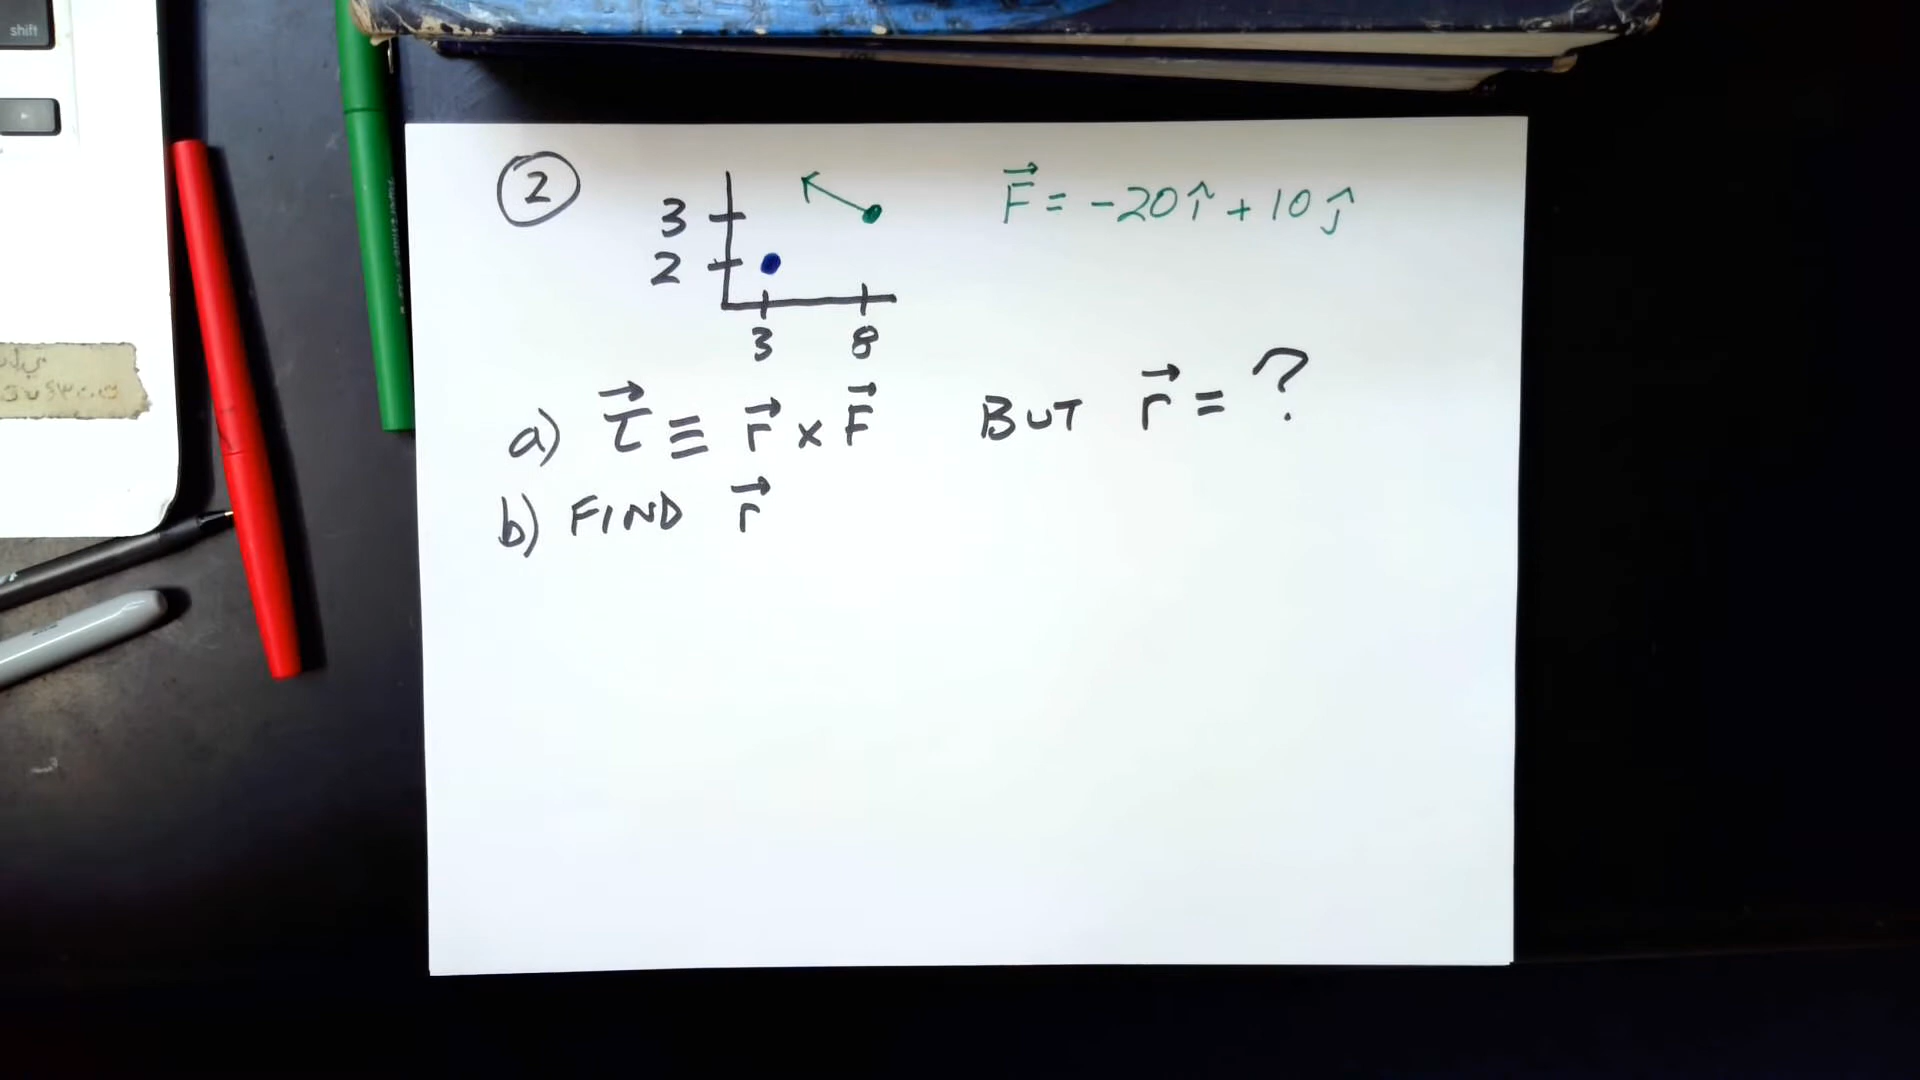 shift
② F⃗ = -20î + 10ĵ
3
2
3 8
a) τ⃗ ≡ r⃗ × F⃗ BUT r⃗ = ?
b) FIND r⃗